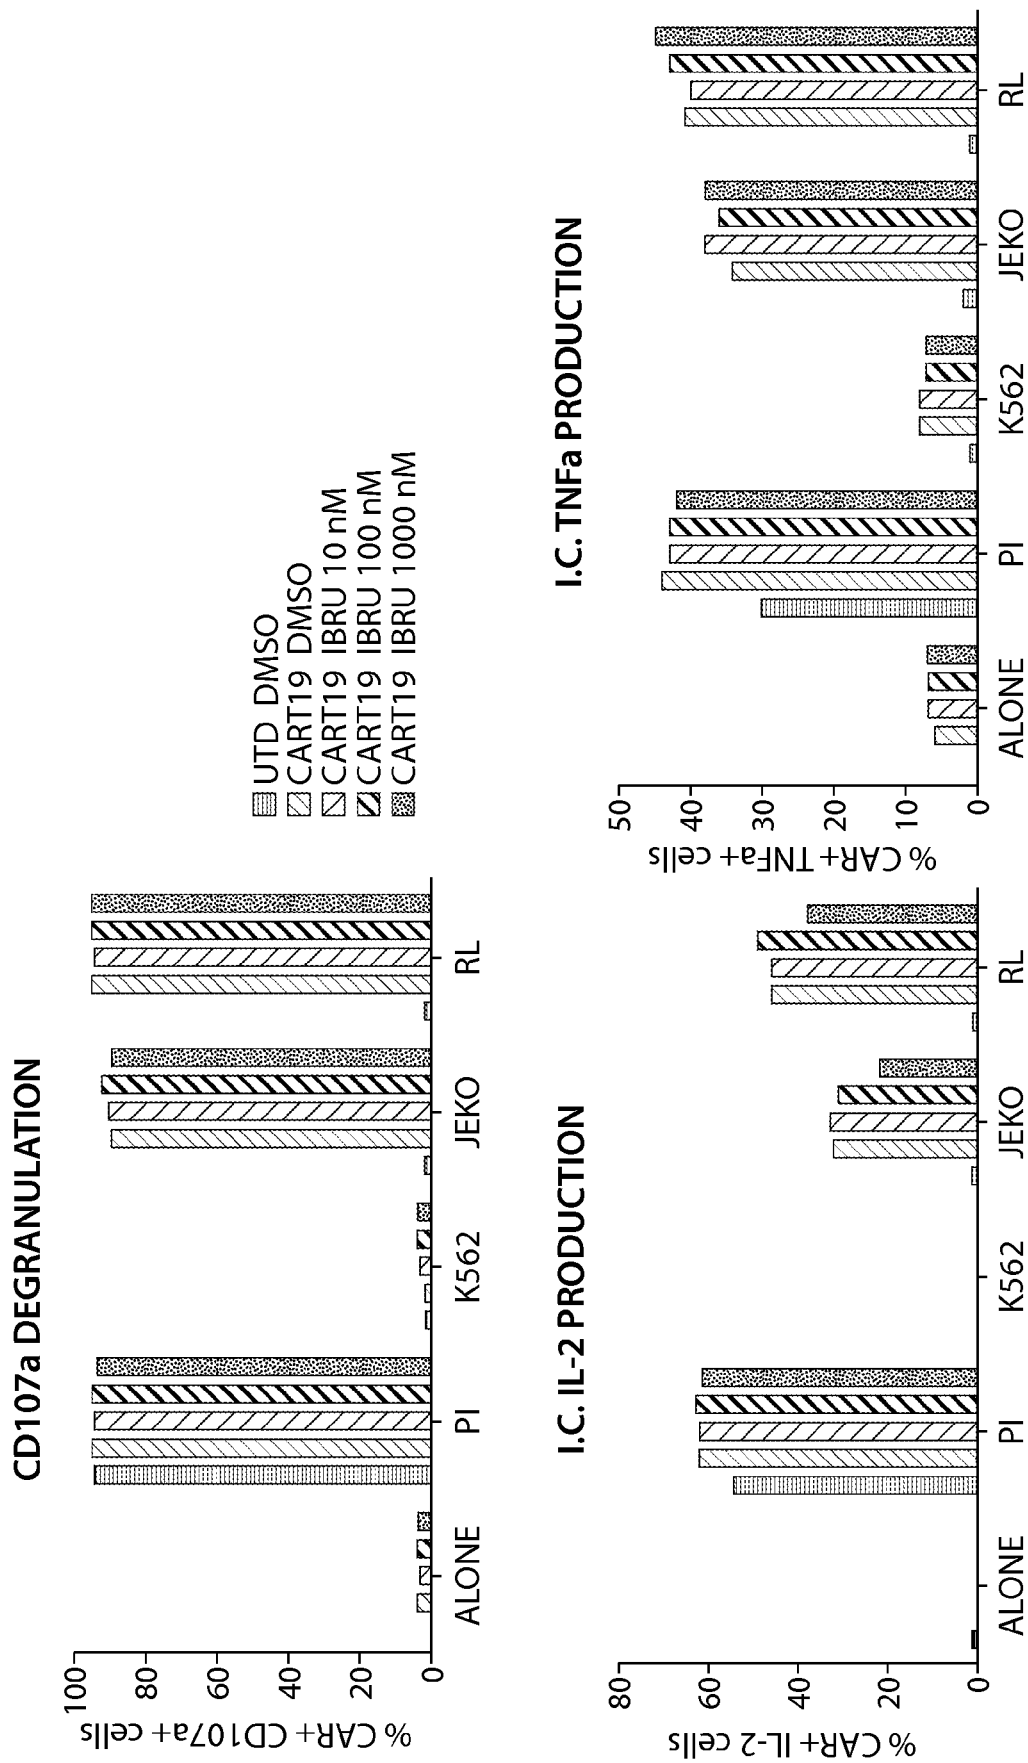 CD107a DEGRANULATION
% CAR+ CD107a+ cells
100
80
60
40
20
0
ALONE
PI
K562
JEKO
RL
UTD DMSO
CART19 DMSO
CART19 IBRU 10 nM
CART19 IBRU 100 nM
CART19 IBRU 1000 nM
I.C. IL-2 PRODUCTION
% CAR+ IL-2 cells
80
60
40
20
0
ALONE
PI
K562
JEKO
RL
I.C. TNFa PRODUCTION
% CAR+ TNFa+ cells
50
40
30
20
10
0
ALONE
PI
K562
JEKO
RL